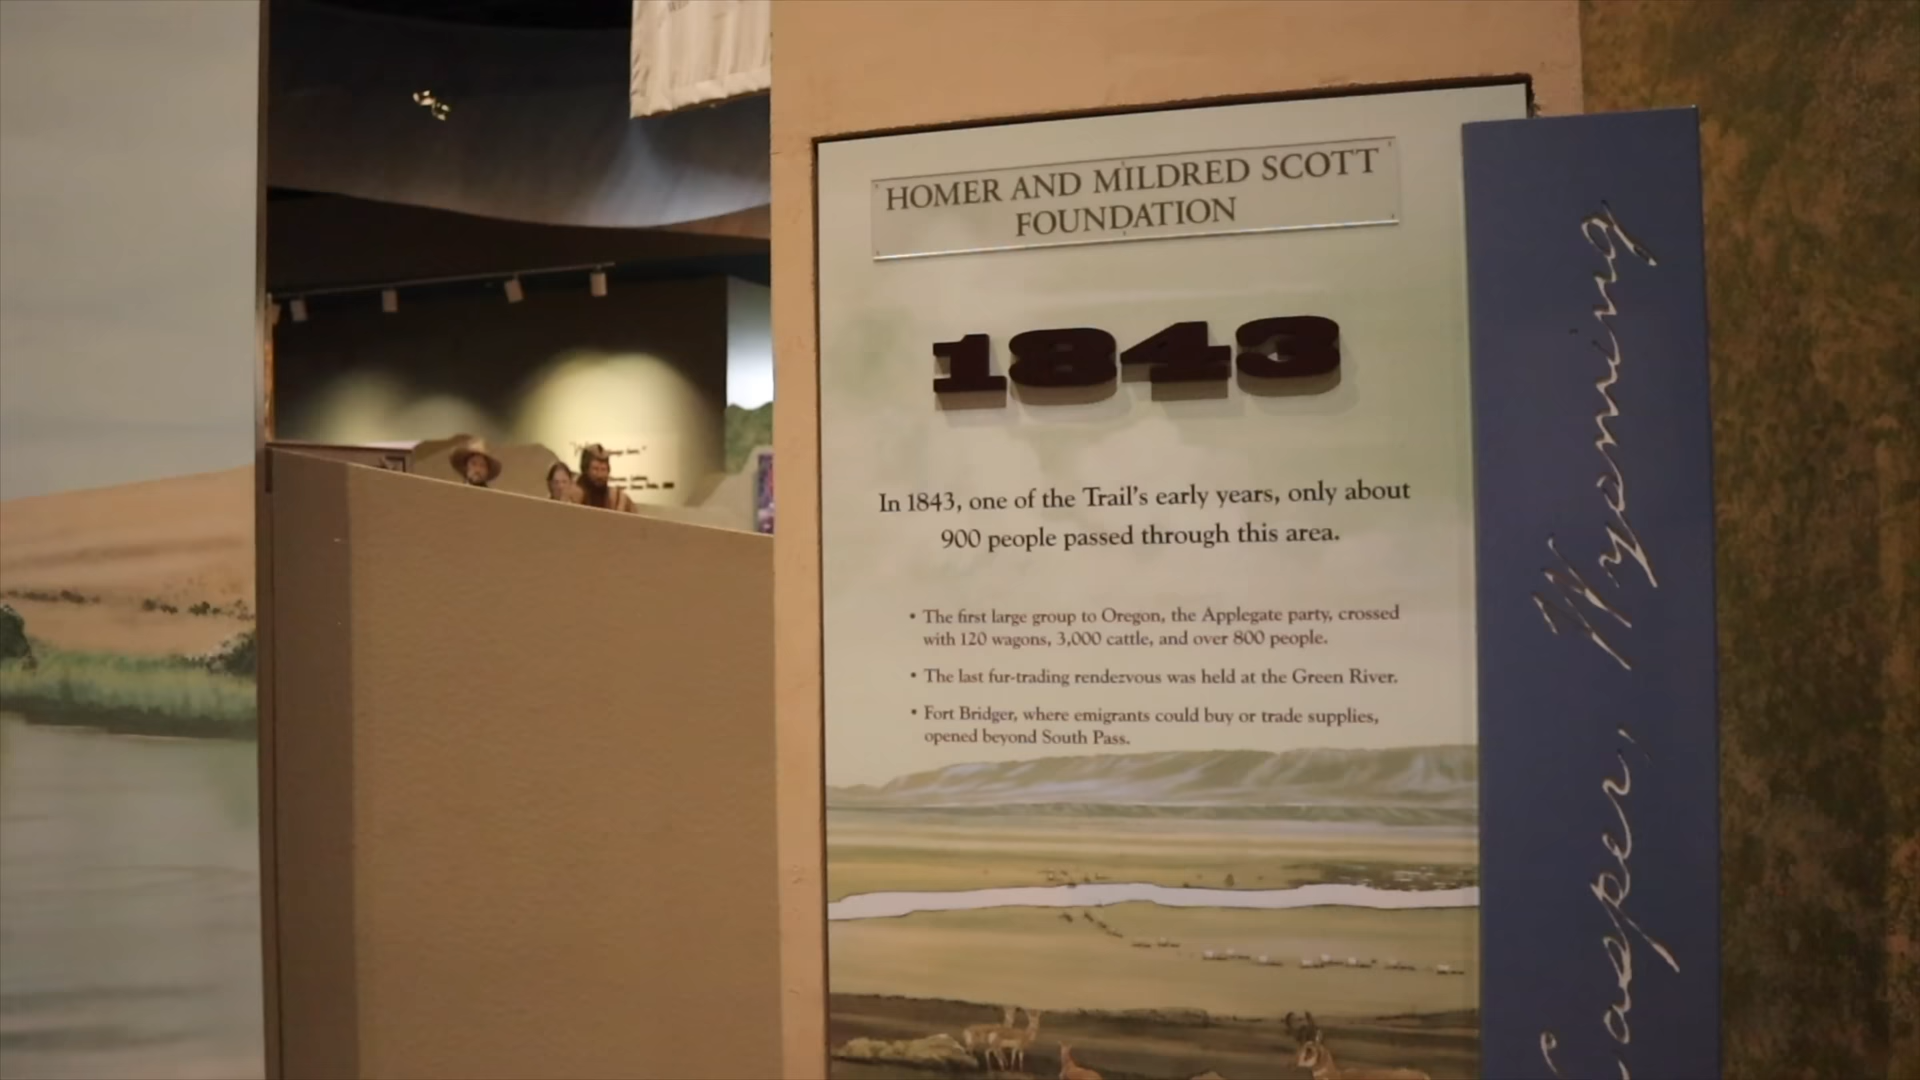 HOMER AND MILDRED SCOTT
FOUNDATION
1843
In 1843, one of the Trail's early years, only about
900 people passed through this area.
• The first large group to Oregon, the Applegate party, crossed
with 120 wagons, 3,000 cattle, and over 800 people.
• The last fur-trading rendezvous was held at the Green River.
• Fort Bridger, where emigrants could buy or trade supplies,
opened beyond South Pass.
Casper, Wyoming